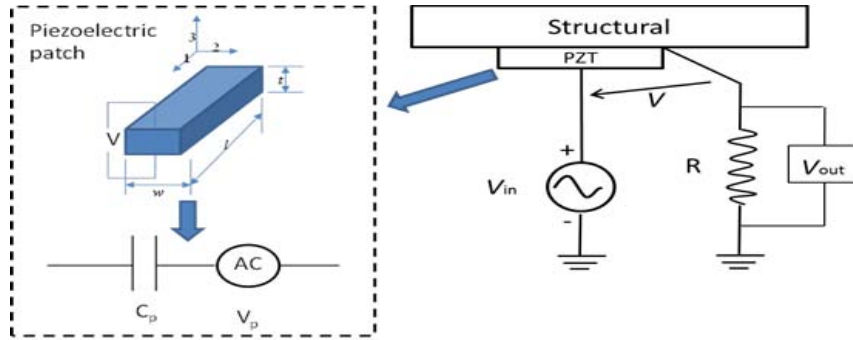 Piezoelectric
patch
3
2
1
t
V
l
w
AC
Cp
Vp
Structural
PZT
V
+
Vin
-
R
Vout